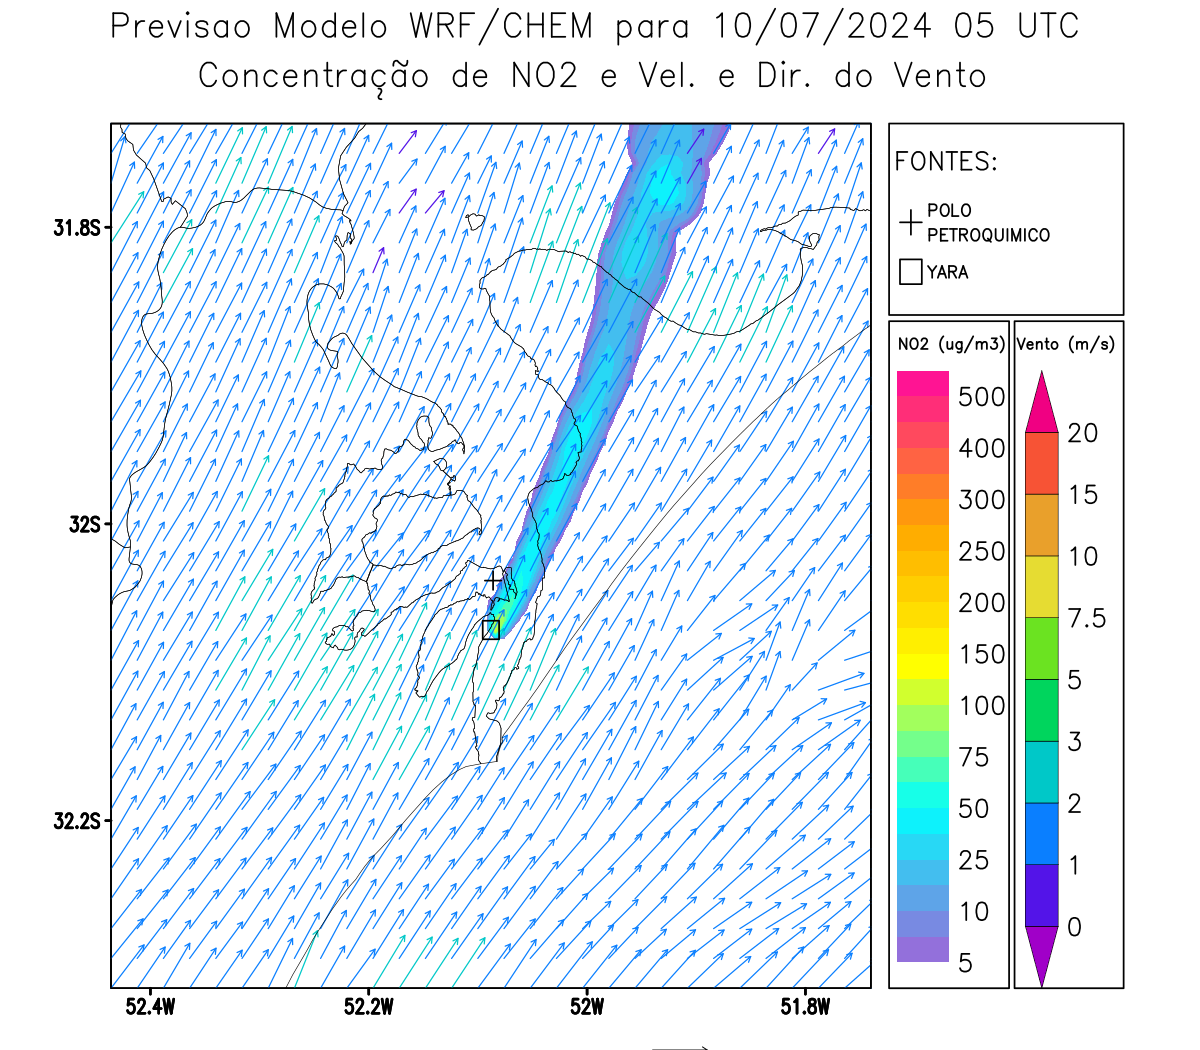 Previsao Modelo WRF/CHEM para 10/07/2024 05 UTC
Concentração de NO2 e Vel. e Dir. do Vento
FONTES:
POLO
PETROQUIMICO
YARA
31.8S
32S
32.2S
52.4W
52.2W
52W
51.8W
NO2 (ug/m3)
500
400
300
250
200
150
100
75
50
25
10
5
Vento (m/s)
20
15
10
7.5
5
3
2
1
0